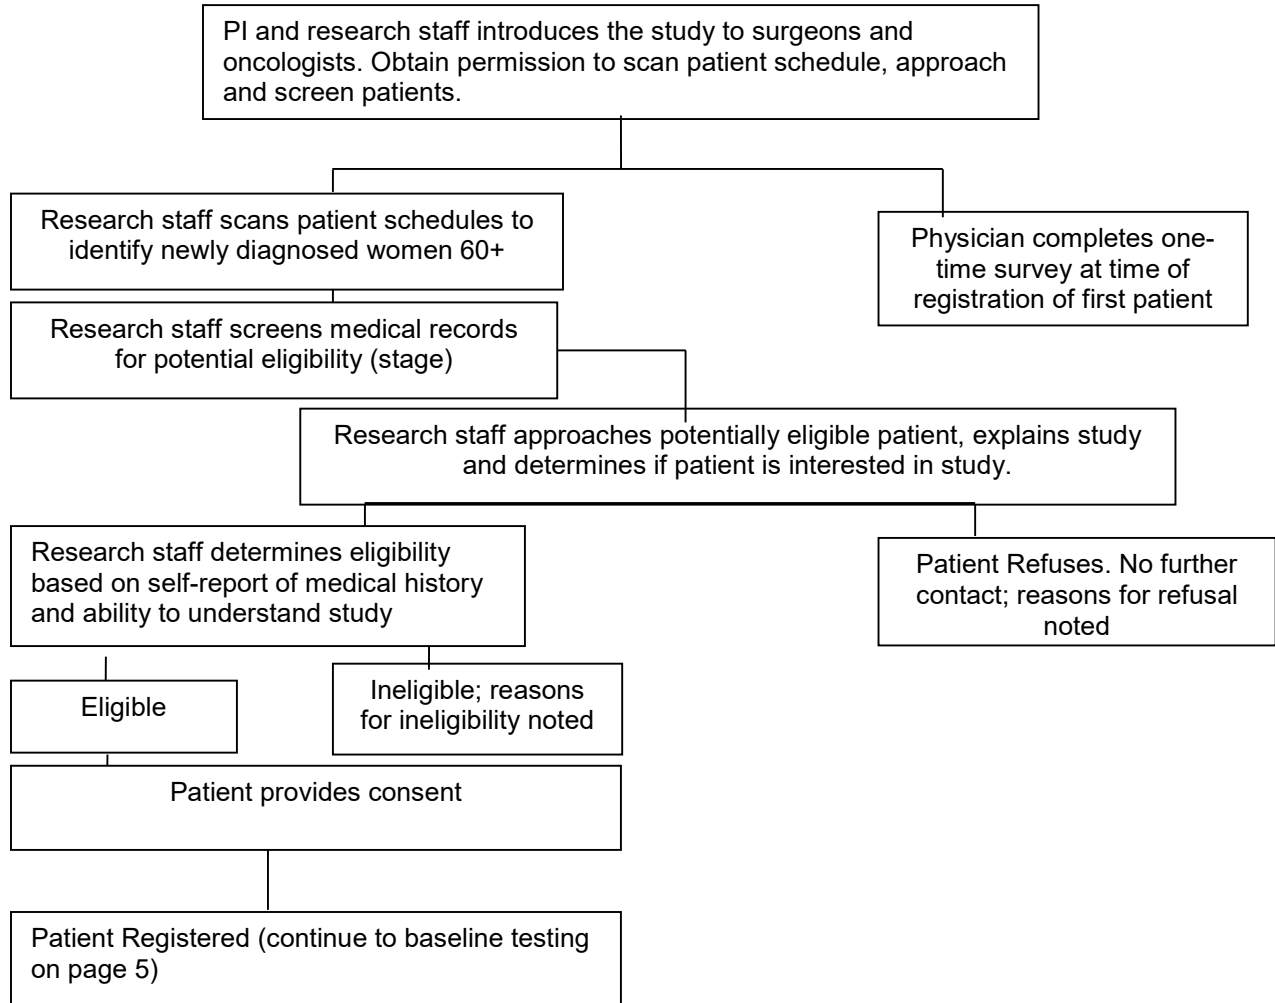 PI and research staff introduces the study to surgeons and
oncologists. Obtain permission to scan patient schedule, approach
and screen patients.
Research staff scans patient schedules to
identify newly diagnosed women 60+
Physician completes one-
time survey at time of
registration of first patient
Research staff screens medical records
for potential eligibility (stage)
Research staff approaches potentially eligible patient, explains study
and determines if patient is interested in study.
Research staff determines eligibility
based on self-report of medical history
and ability to understand study
Patient Refuses. No further
contact; reasons for refusal
noted
Eligible
Ineligible; reasons
for ineligibility noted
Patient provides consent
Patient Registered (continue to baseline testing
on page 5)